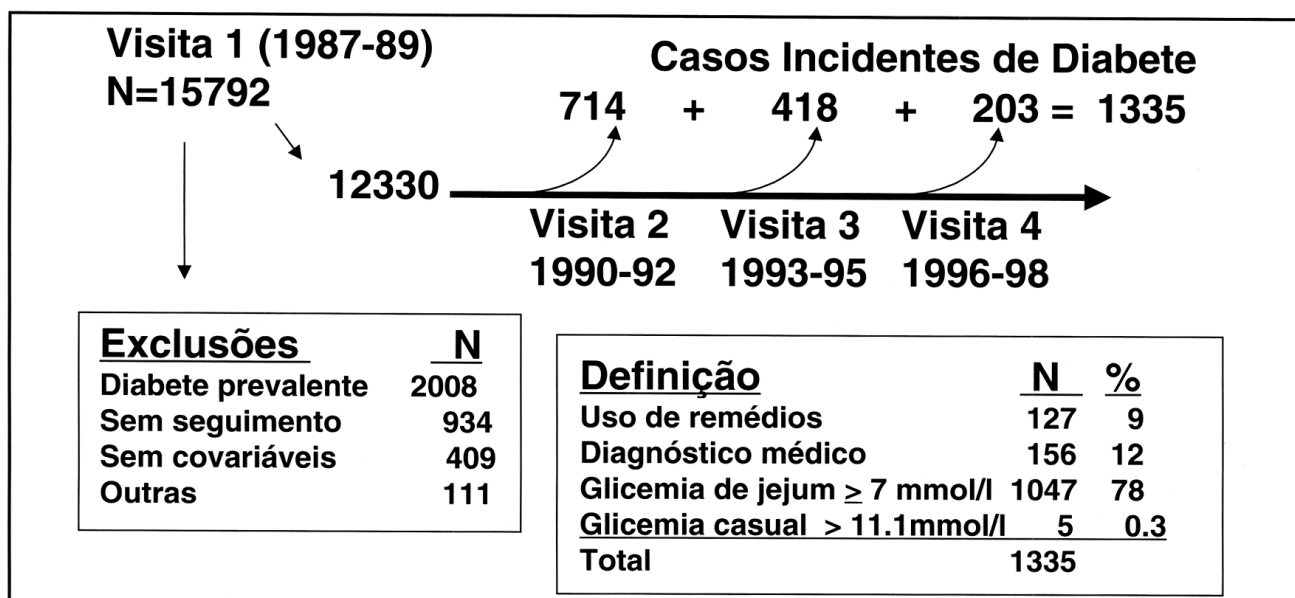 Visita 1 (1987-89)
N=15792
Casos Incidentes de Diabete
714 + 418 + 203 = 1335
12330
Visita 2 Visita 3 Visita 4
1990-92 1993-95 1996-98
Exclusões N
Diabete prevalente 2008
Sem seguimento 934
Sem covariáveis 409
Outras 111
Definição N %
Uso de remédios 127 9
Diagnóstico médico 156 12
Glicemia de jejum ≥ 7 mmol/l 1047 78
Glicemia casual > 11.1mmol/l 5 0.3
Total 1335